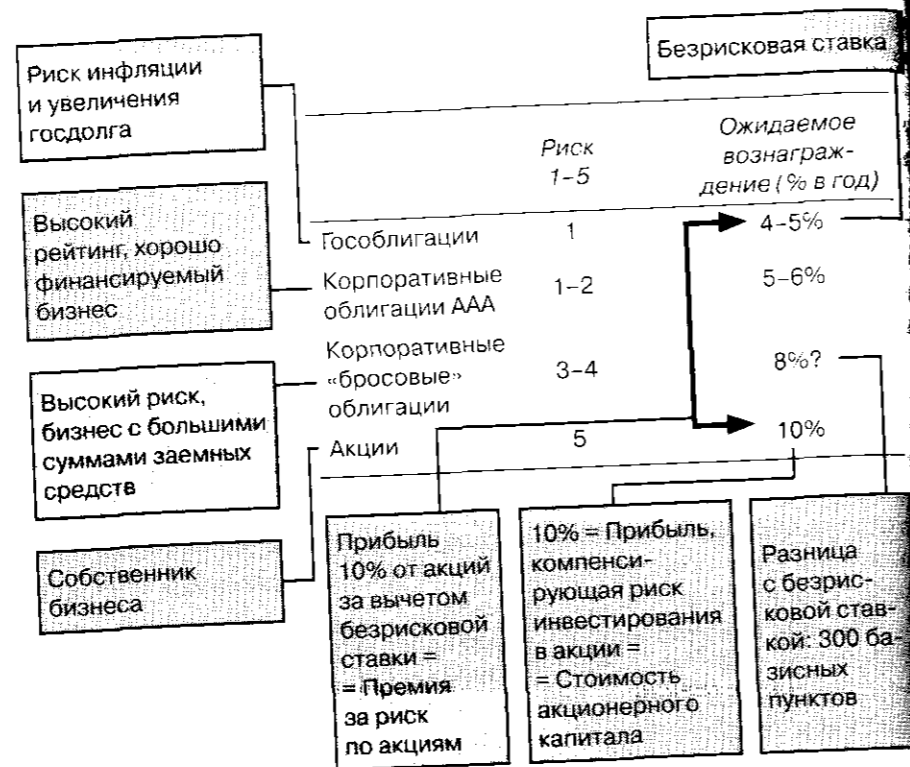 Безрисковая ставка
Риск инфляции
и увеличения
госдолга
Риск
1–5
Ожидаемое
вознаграж-
дение (% в год)
Высокий
рейтинг, хорошо
финансируемый
бизнес
Гособлигации 1 4–5%
Корпоративные
облигации ААА 1–2 5–6%
Корпоративные
«бросовые»
облигации 3–4 8%?
Высокий риск,
бизнес с большими
суммами заемных
средств
Акции 5 10%
Собственник
бизнеса
Прибыль
10% от акций
за вычетом
безрисковой
ставки =
= Премия
за риск
по акциям
10% = Прибыль,
компенси-
рующая риск
инвестирования
в акции =
= Стоимость
акционерного
капитала
Разница
с безрис-
ковой став-
кой: 300 ба-
зисных
пунктов